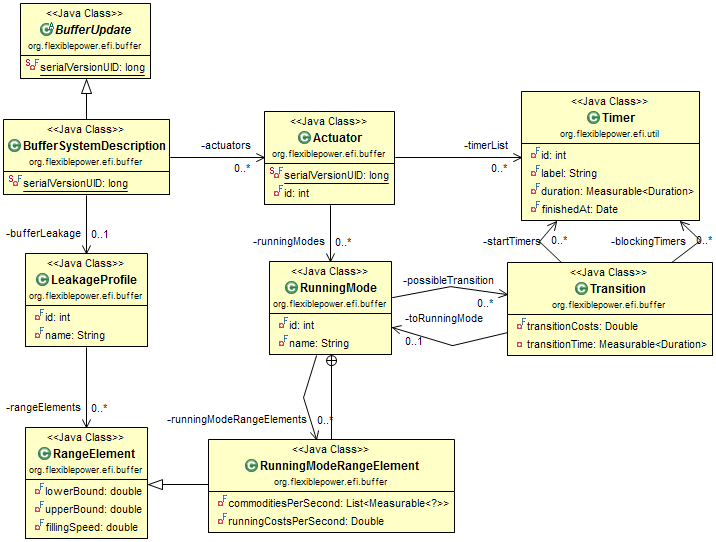 <<Java Class>>
BufferUpdate
org.flexiblepower.efi.buffer
serialVersionUID: long
<<Java Class>>
BufferSystemDescription
org.flexiblepower.efi.buffer
serialVersionUID: long
-actuators
0..*
<<Java Class>>
Actuator
org.flexiblepower.efi.buffer
serialVersionUID: long
id: int
-timerList
0..*
<<Java Class>>
Timer
org.flexiblepower.efi.util
id: int
label: String
duration: Measurable<Duration>
finishedAt: Date
-bufferLeakage
0..1
-runningModes
0..*
-startTimers
0..*
-blockingTimers
0..*
<<Java Class>>
LeakageProfile
org.flexiblepower.efi.buffer
id: int
name: String
<<Java Class>>
RunningMode
org.flexiblepower.efi.buffer
id: int
name: String
-possibleTransition
0..*
-toRunningMode
0..1
<<Java Class>>
Transition
org.flexiblepower.efi.buffer
transitionCosts: Double
transitionTime: Measurable<Duration>
-rangeElements
0..*
-runningModeRangeElements
0..*
<<Java Class>>
RangeElement
org.flexiblepower.efi.buffer
lowerBound: double
upperBound: double
fillingSpeed: double
<<Java Class>>
RunningModeRangeElement
org.flexiblepower.efi.buffer
commoditiesPerSecond: List<Measurable<?>>
runningCostsPerSecond: Double